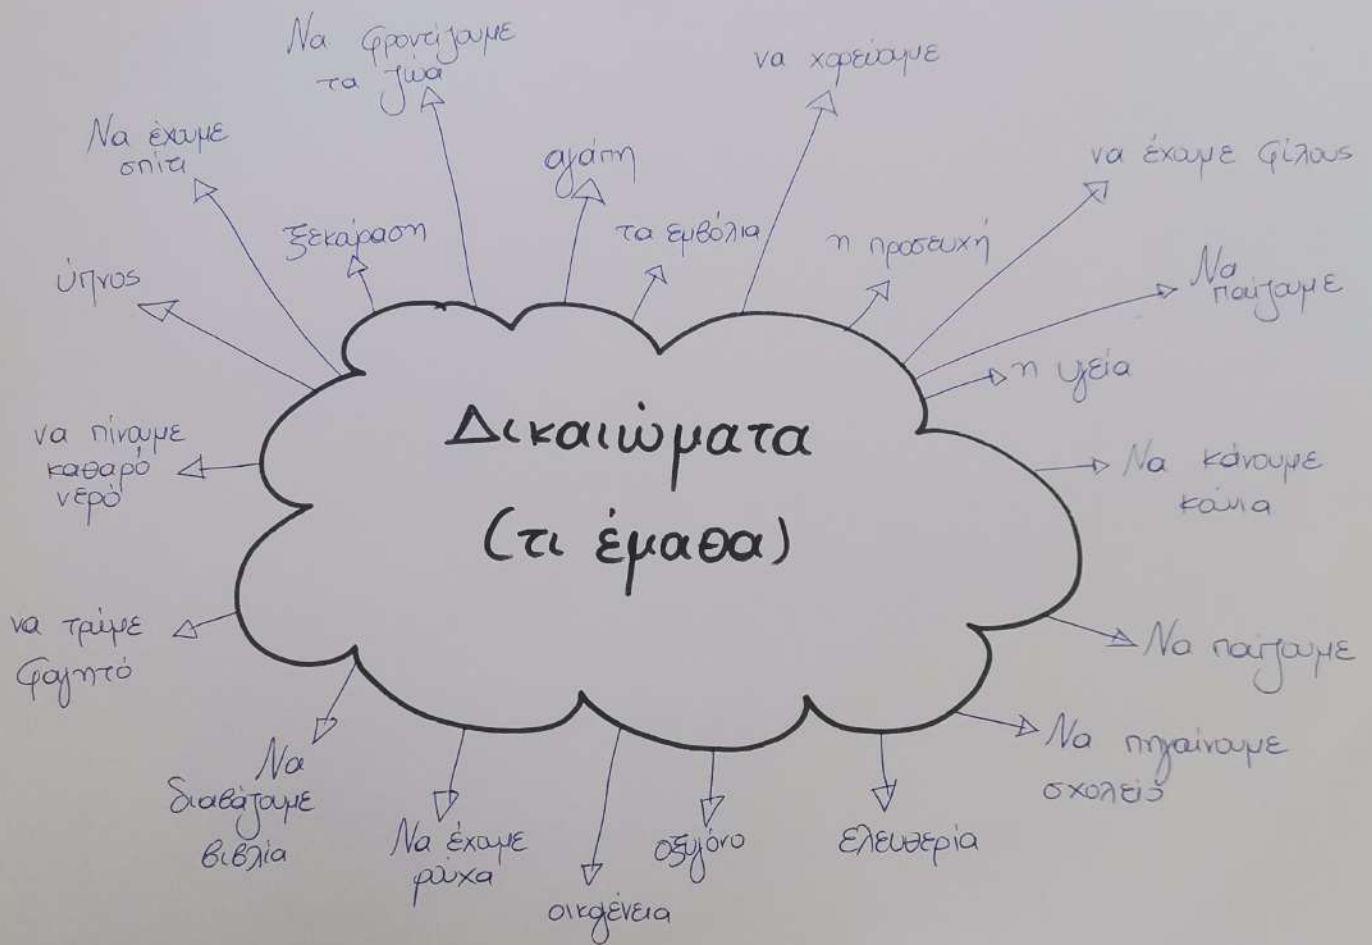 Να φροντίζουμε
τα ζώα
να χορεύουμε
Να έχουμε
σπίτι
αγάπη
να έχουμε φίλους
ξεκούραση
τα εμβόλια
η προσευχή
ύπνος
Να
παίζουμε
η υγεία
Δικαιώματα
(τι έμαθα)
να πίνουμε
καθαρό
νερό
Να κάνουμε
να τρώμε
φαγητό
Να παίζουμε
Να πηγαίνουμε
σχολείο
Να
διαβάζουμε
βιβλία
Να έχουμε
ρούχα
οικογένεια
οξυγόνο
ελευθερία